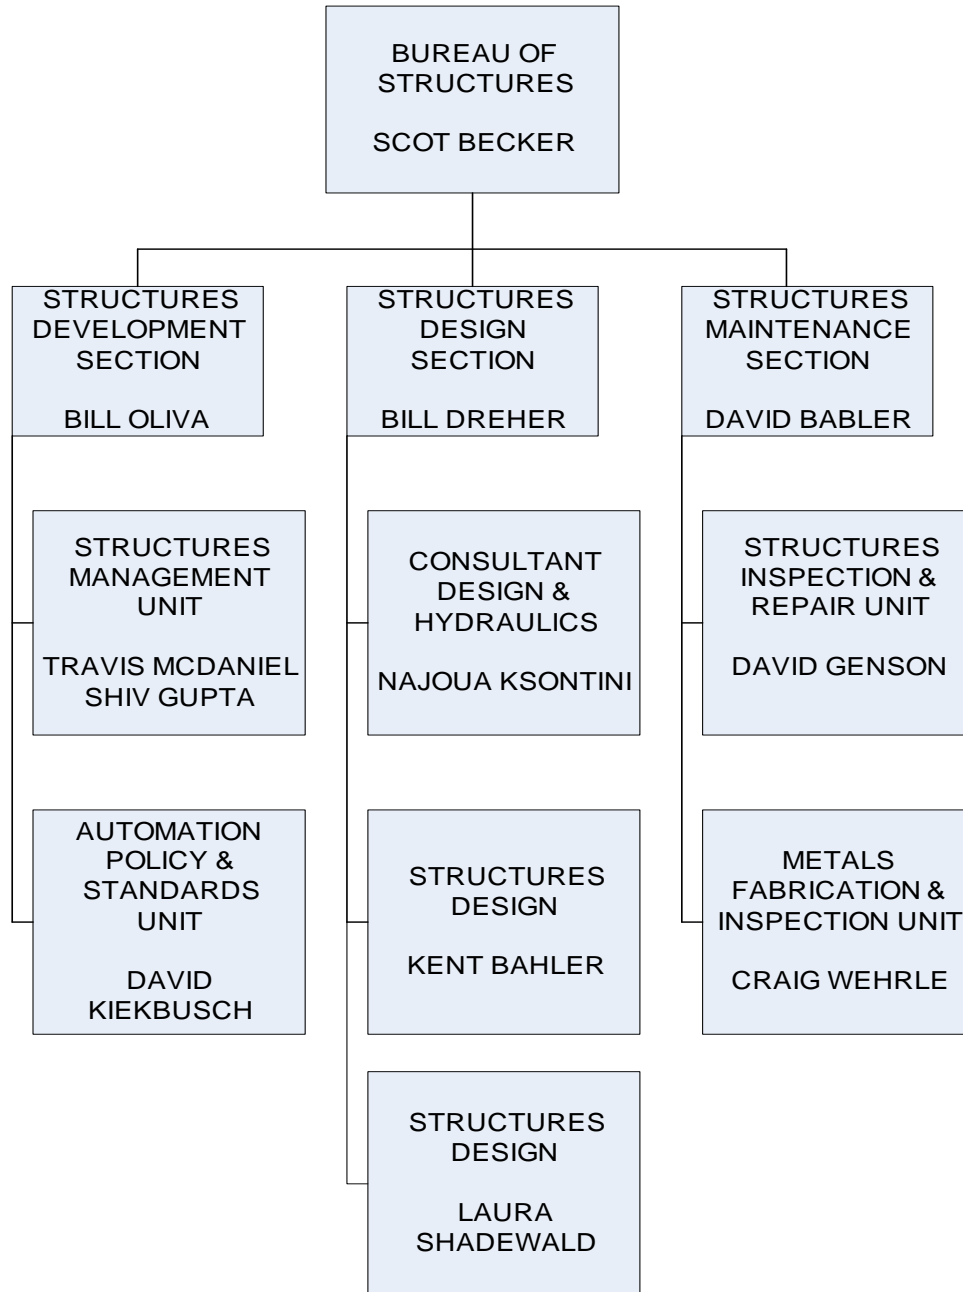 BUREAU OF
STRUCTURES
SCOT BECKER
STRUCTURES
DEVELOPMENT
SECTION
BILL OLIVA
STRUCTURES
DESIGN
SECTION
BILL DREHER
STRUCTURES
MAINTENANCE
SECTION
DAVID BABLER
STRUCTURES
MANAGEMENT
UNIT
TRAVIS MCDANIEL
SHIV GUPTA
CONSULTANT
DESIGN &
HYDRAULICS
NAJOUA KSONTINI
STRUCTURES
INSPECTION &
REPAIR UNIT
DAVID GENSON
AUTOMATION
POLICY &
STANDARDS
UNIT
DAVID
KIEKBUSCH
STRUCTURES
DESIGN
KENT BAHLER
METALS
FABRICATION &
INSPECTION UNIT
CRAIG WEHRLE
STRUCTURES
DESIGN
LAURA
SHADEWALD